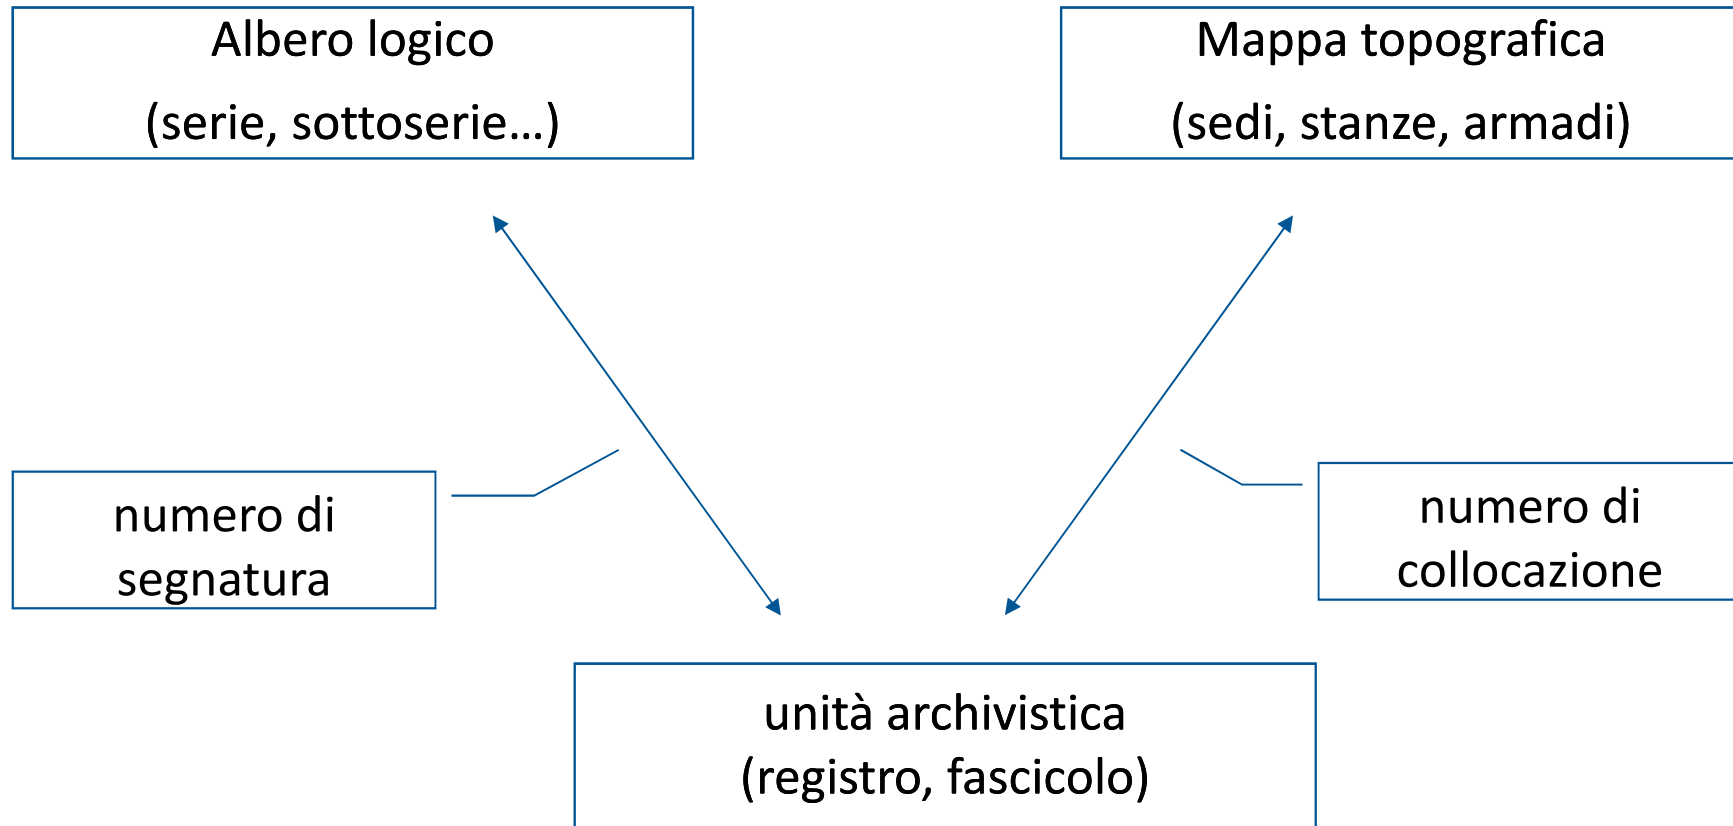 Albero logico
(serie, sottoserie…)
Mappa topografica
(sedi, stanze, armadi)
numero di
segnatura
numero di
collocazione
unità archivistica
(registro, fascicolo)